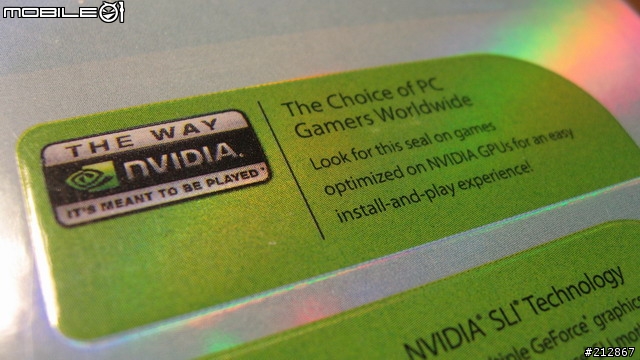 MOBILE01
THE WAY
NVIDIA.
IT'S MEANT TO BE PLAYED
The Choice of PC
Gamers Worldwide
Look for this seal on games
optimized on NVIDIA GPUs for an easy
install-and-play experience!
NVIDIA® SLI® Technology
GeForce® graphic
#212867